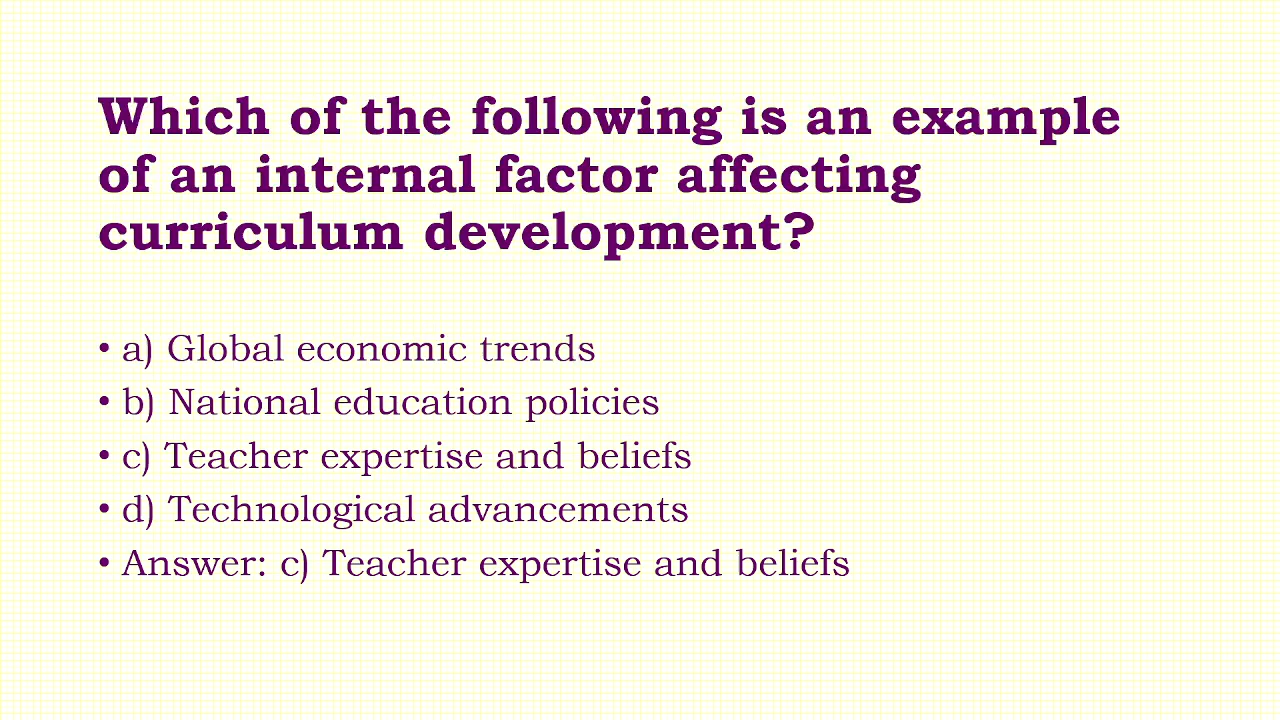 Which of the following is an example
of an internal factor affecting
curriculum development?
• a) Global economic trends
• b) National education policies
• c) Teacher expertise and beliefs
• d) Technological advancements
• Answer: c) Teacher expertise and beliefs